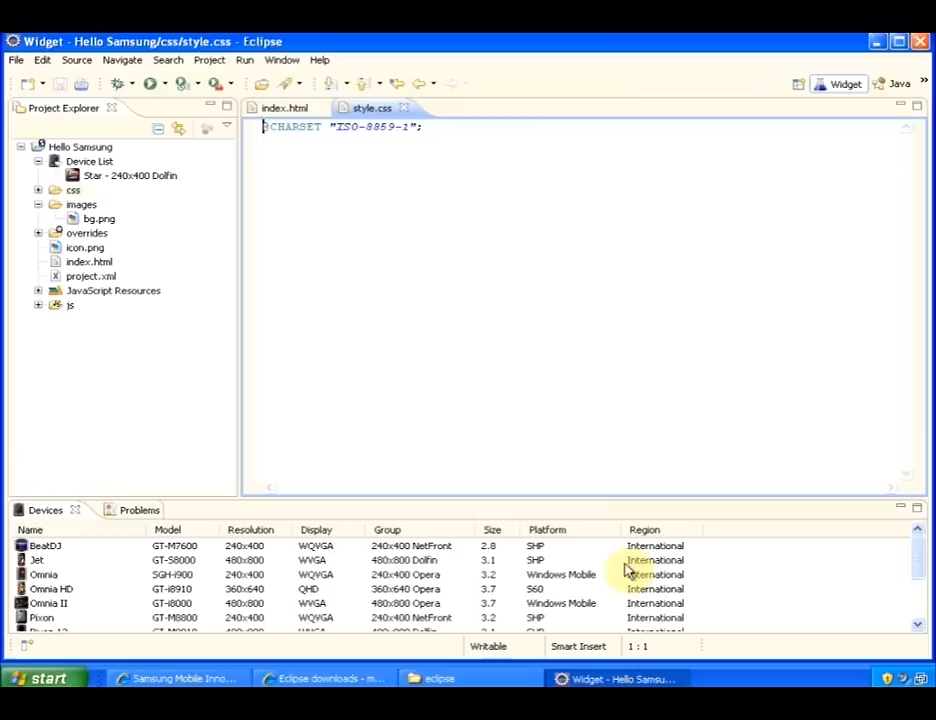 Widget - Hello Samsung/css/style.css - Eclipse
File Edit Source Navigate Search Project Run Window Help
Widget Java »
Project Explorer index.html style.css
@CHARSET "ISO-8859-1";
Hello Samsung
Device List
Star - 240x400 Dolfin
css
images
bg.png
overrides
icon.png
index.html
project.xml
JavaScript Resources
js
Devices Problems
Name Model Resolution Display Group Size Platform Region
BeatDJ GT-M7600 240x400 WQVGA 240x400 NetFront 2.8 SHP International
Jet GT-S8000 480x800 WVGA 480x800 Dolfin 3.1 SHP International
Omnia SGH-i900 240x400 WQVGA 240x400 Opera 3.2 Windows Mobile International
Omnia HD GT-i8910 360x640 QHD 360x640 Opera 3.7 S60 International
Omnia II GT-i8000 480x800 WVGA 480x800 Opera 3.7 Windows Mobile International
Pixon GT-M8800 240x400 WQVGA 240x400 NetFront 3.2 SHP International
Writable Smart Insert 1 : 1
start Samsung Mobile Inno... Eclipse downloads - m... eclipse Widget - Hello Samsu...